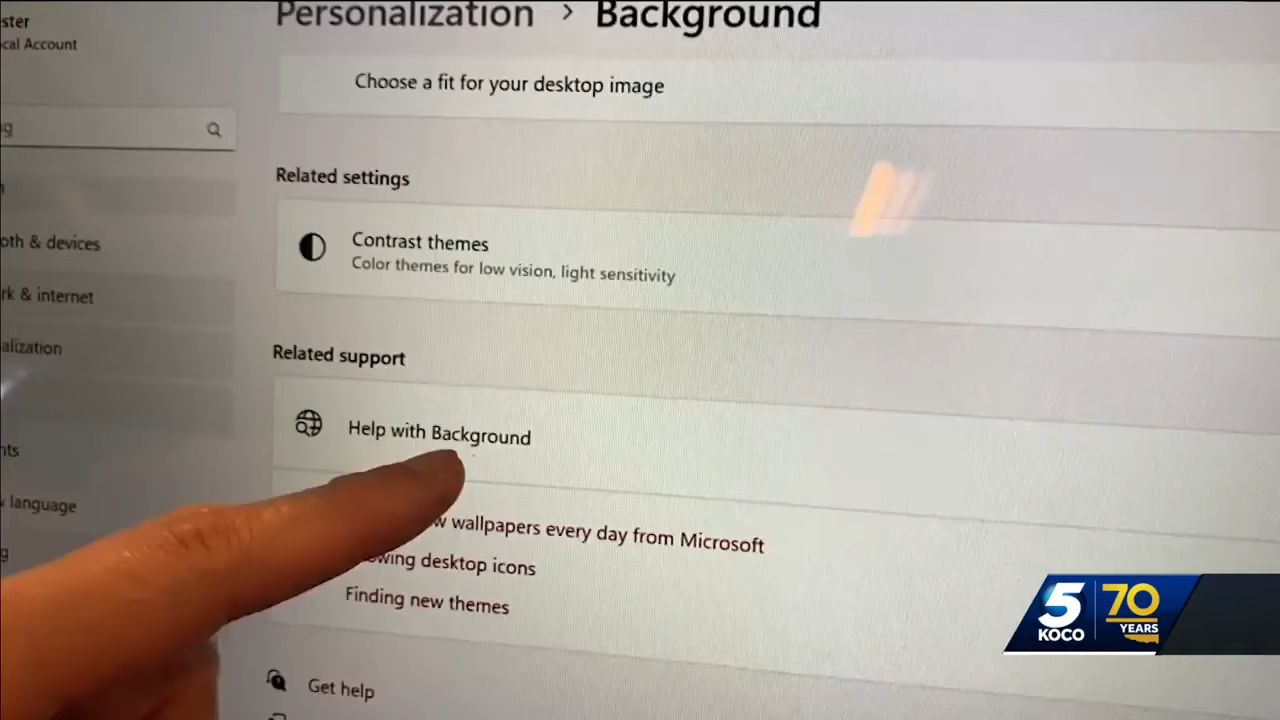 ster
cal Account
g
oth & devices
rk & internet
alization
nts
language
g
Personalization > Background
Choose a fit for your desktop image
Related settings
Contrast themes
Color themes for low vision, light sensitivity
Related support
Help with Background
w wallpapers every day from Microsoft
wing desktop icons
Finding new themes
Get help
5 KOCO
70 YEARS